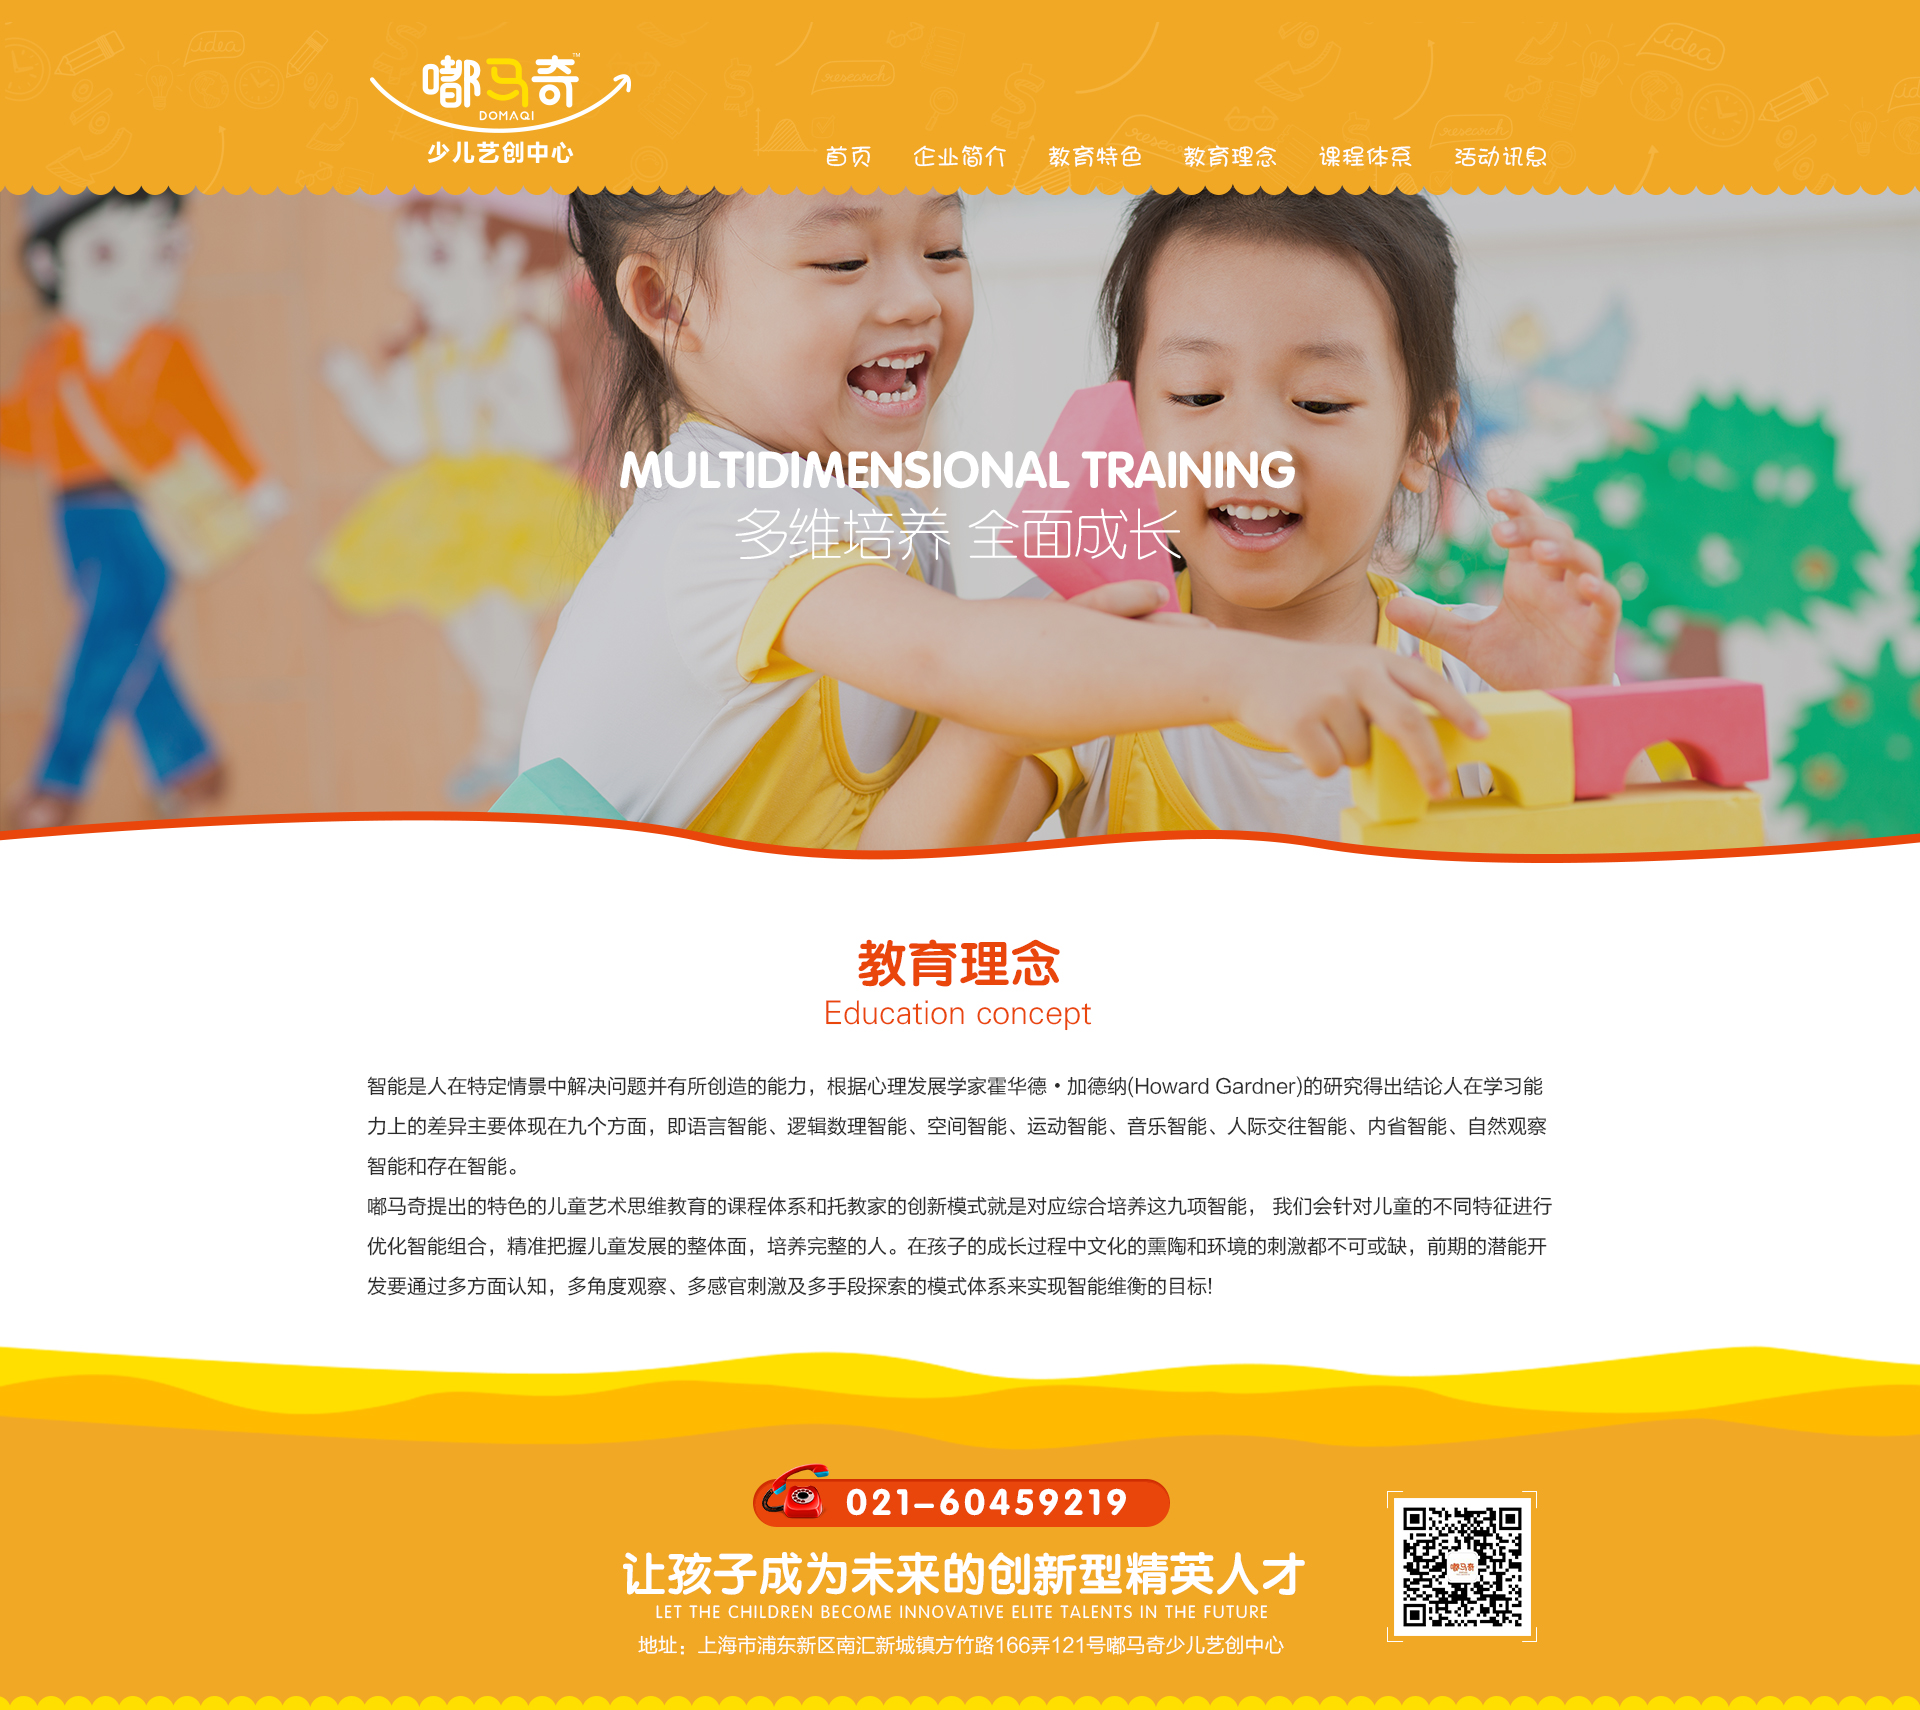 嘟马奇
TM
DOMAQI
少儿艺创中心
idea
research
research
idea
首页 企业简介 教育特色 教育理念 课程体系 活动讯息
MULTIDIMENSIONAL TRAINING
多维培养 全面成长
教育理念
Education concept
智能是人在特定情景中解决问题并有所创造的能力，根据心理发展学家霍华德·加德纳(Howard Gardner)的研究得出结论人在学习能
力上的差异主要体现在九个方面，即语言智能、逻辑数理智能、空间智能、运动智能、音乐智能、人际交往智能、内省智能、自然观察
智能和存在智能。
嘟马奇提出的特色的儿童艺术思维教育的课程体系和托教家的创新模式就是对应综合培养这九项智能， 我们会针对儿童的不同特征进行
优化智能组合，精准把握儿童发展的整体面，培养完整的人。在孩子的成长过程中文化的熏陶和环境的刺激都不可或缺，前期的潜能开
发要通过多方面认知，多角度观察、多感官刺激及多手段探索的模式体系来实现智能维衡的目标!
021-60459219
让孩子成为未来的创新型精英人才
LET THE CHILDREN BECOME INNOVATIVE ELITE TALENTS IN THE FUTURE
地址：上海市浦东新区南汇新城镇方竹路166弄121号嘟马奇少儿艺创中心
嘟马奇